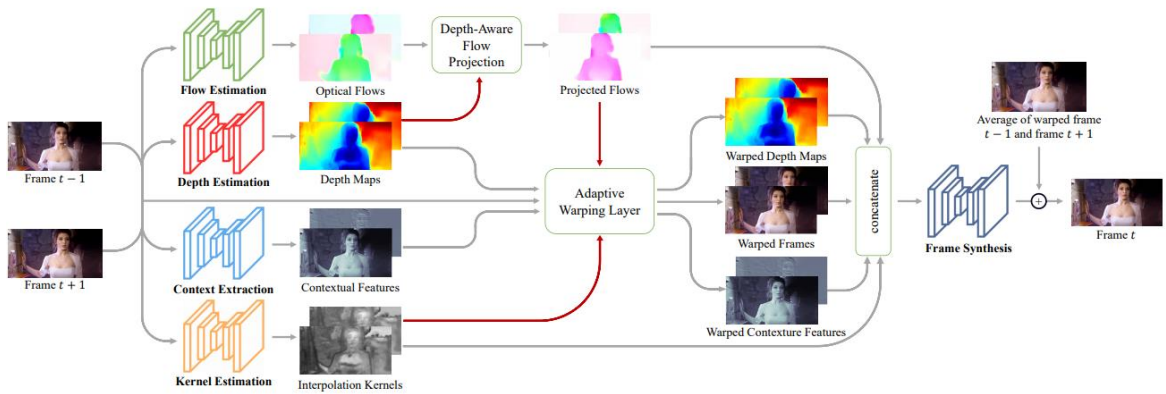 Frame t − 1
Frame t + 1
Flow Estimation
Depth Estimation
Context Extraction
Kernel Estimation
Optical Flows
Depth Maps
Contextual Features
Interpolation Kernels
Depth-Aware
Flow
Projection
Projected Flows
Adaptive
Warping Layer
Warped Depth Maps
Warped Frames
Warped Contexture Features
concatenate
Frame Synthesis
Average of warped frame
t − 1 and frame t + 1
+
Frame t